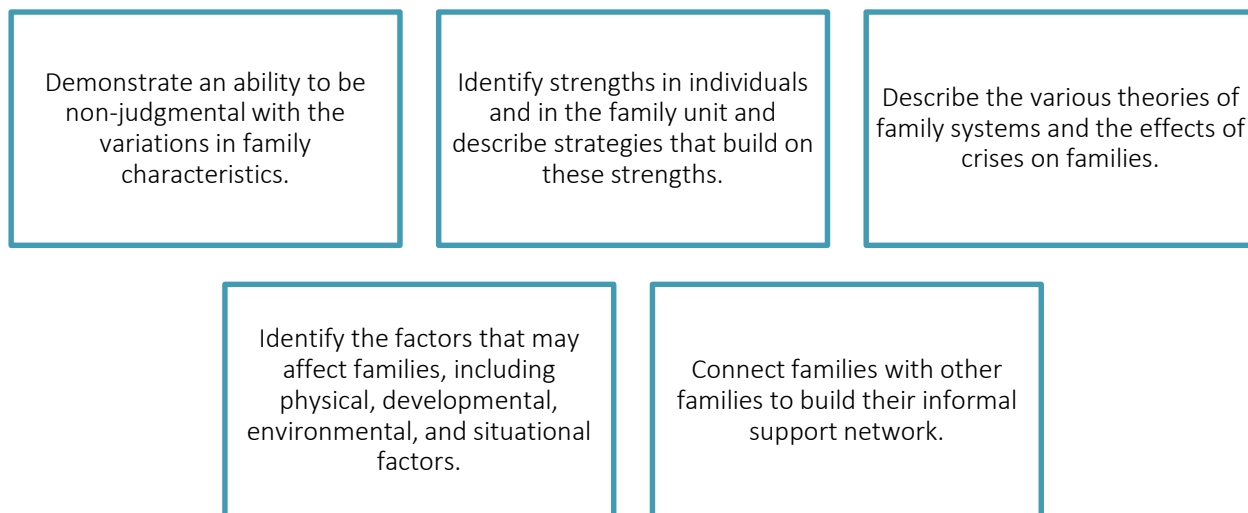 Demonstrate an ability to be
non-judgmental with the
variations in family
characteristics.
Identify strengths in individuals
and in the family unit and
describe strategies that build on
these strengths.
Describe the various theories of
family systems and the effects of
crises on families.
Identify the factors that may
affect families, including
physical, developmental,
environmental, and situational
factors.
Connect families with other
families to build their informal
support network.